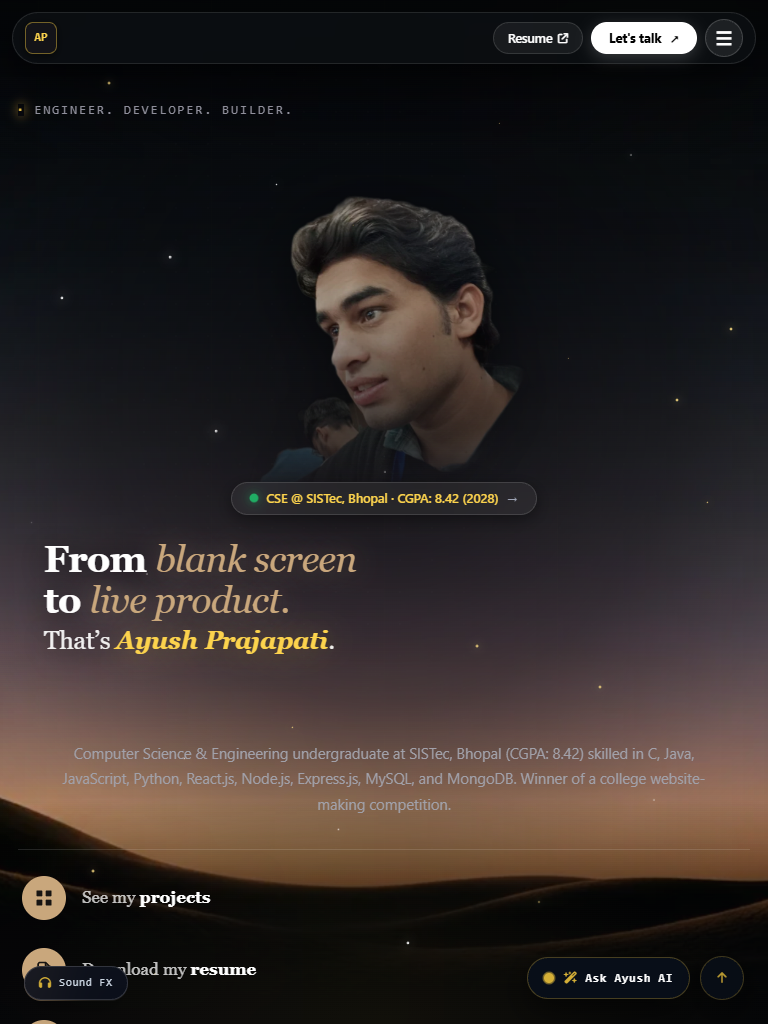 AP
Resume
Let's talk ↗
ENGINEER. DEVELOPER. BUILDER.
CSE @ SISTec, Bhopal · CGPA: 8.42 (2028) →
From blank screen
to live product.
That’s Ayush Prajapati.
Computer Science & Engineering undergraduate at SISTec, Bhopal (CGPA: 8.42) skilled in C, Java,
JavaScript, Python, React.js, Node.js, Express.js, MySQL, and MongoDB. Winner of a college website-
making competition.
See my projects
Download my resume
Sound FX
Ask Ayush AI